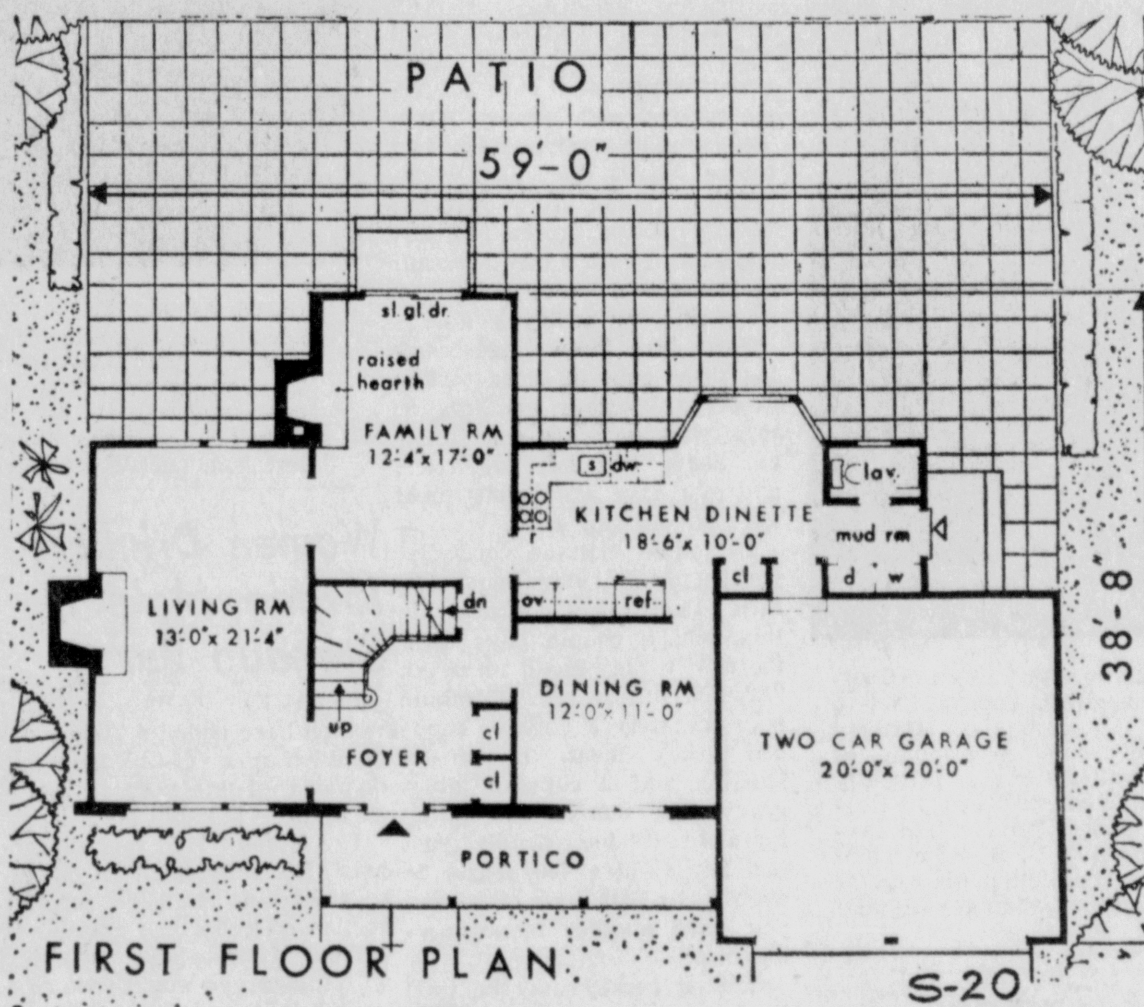 PATIO
59'-0"
sl. gl. dr.
raised
hearth
FAMILY RM
12'-4" x 17'-0"
s dw.
lav.
KITCHEN DINETTE
18'-6" x 10'-0"
mud rm
cl
d w
LIVING RM
13'-0" x 21'-4"
dn
ov
ref.
38'-8"
up
DINING RM
12'-0" x 11'-0"
cl
FOYER
cl
TWO CAR GARAGE
20'-0" x 20'-0"
PORTICO
FIRST FLOOR PLAN
S-20